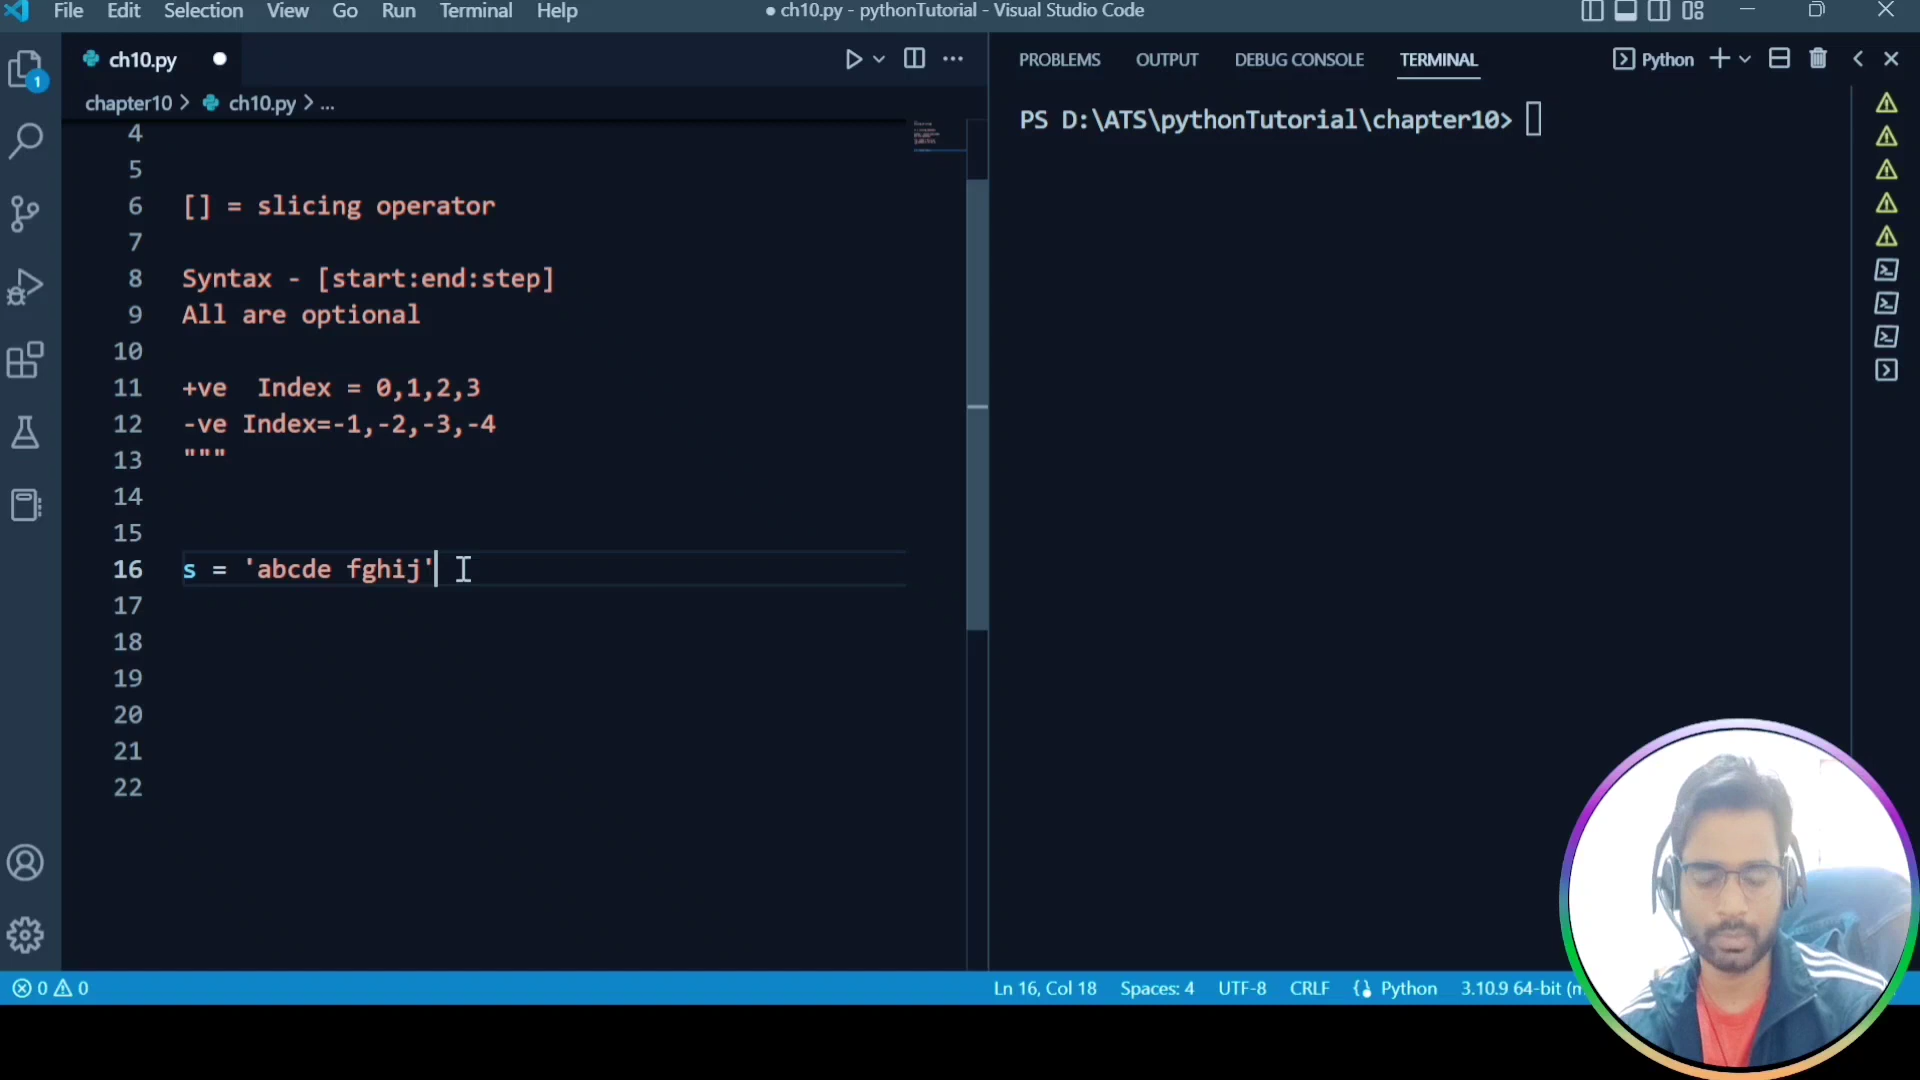 File Edit Selection View Go Run Terminal Help
● ch10.py - pythonTutorial - Visual Studio Code
ch10.py
PROBLEMS OUTPUT DEBUG CONSOLE TERMINAL
Python
1
chapter10 > ch10.py > ...
PS D:\ATS\pythonTutorial\chapter10>
4
5
6 [] = slicing operator
7
8 Syntax - [start:end:step]
9 All are optional
10
11 +ve  Index = 0,1,2,3
12 -ve Index=-1,-2,-3,-4
13 """
14
15
16 s = 'abcde fghij'
17
18
19
20
21
22
0 0
Ln 16, Col 18 Spaces: 4 UTF-8 CRLF Python 3.10.9 64-bit